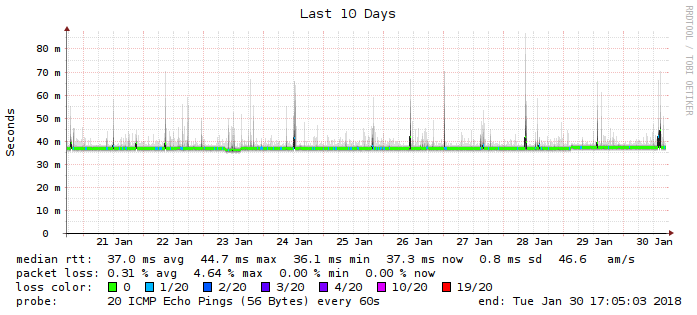 Last 10 Days
RRDTOOL / TOBI OETIKER
Seconds
80 m
70 m
60 m
50 m
40 m
30 m
20 m
10 m
0
21 Jan 22 Jan 23 Jan 24 Jan 25 Jan 26 Jan 27 Jan 28 Jan 29 Jan 30 Jan
median rtt: 37.0 ms avg 44.7 ms max 36.1 ms min 37.3 ms now 0.8 ms sd 46.6 am/s
packet loss: 0.31 % avg 4.64 % max 0.00 % min 0.00 % now
loss color: 0 1/20 2/20 3/20 4/20 10/20 19/20
probe: 20 ICMP Echo Pings (56 Bytes) every 60s end: Tue Jan 30 17:05:03 2018